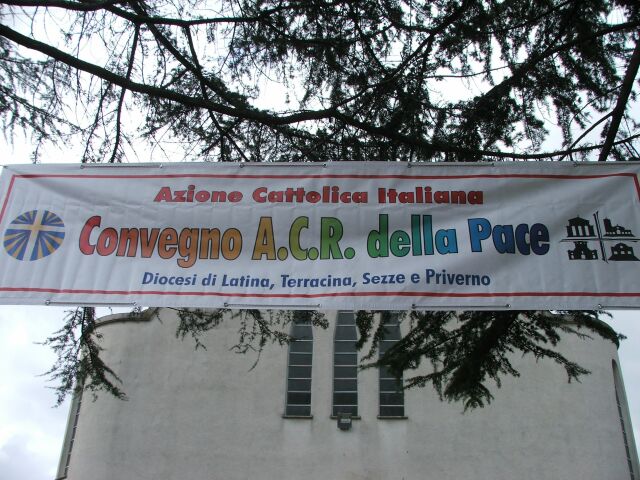 Azione Cattolica Italiana
Convegno A.C.R. della Pace
Diocesi di Latina, Terracina, Sezze e Priverno